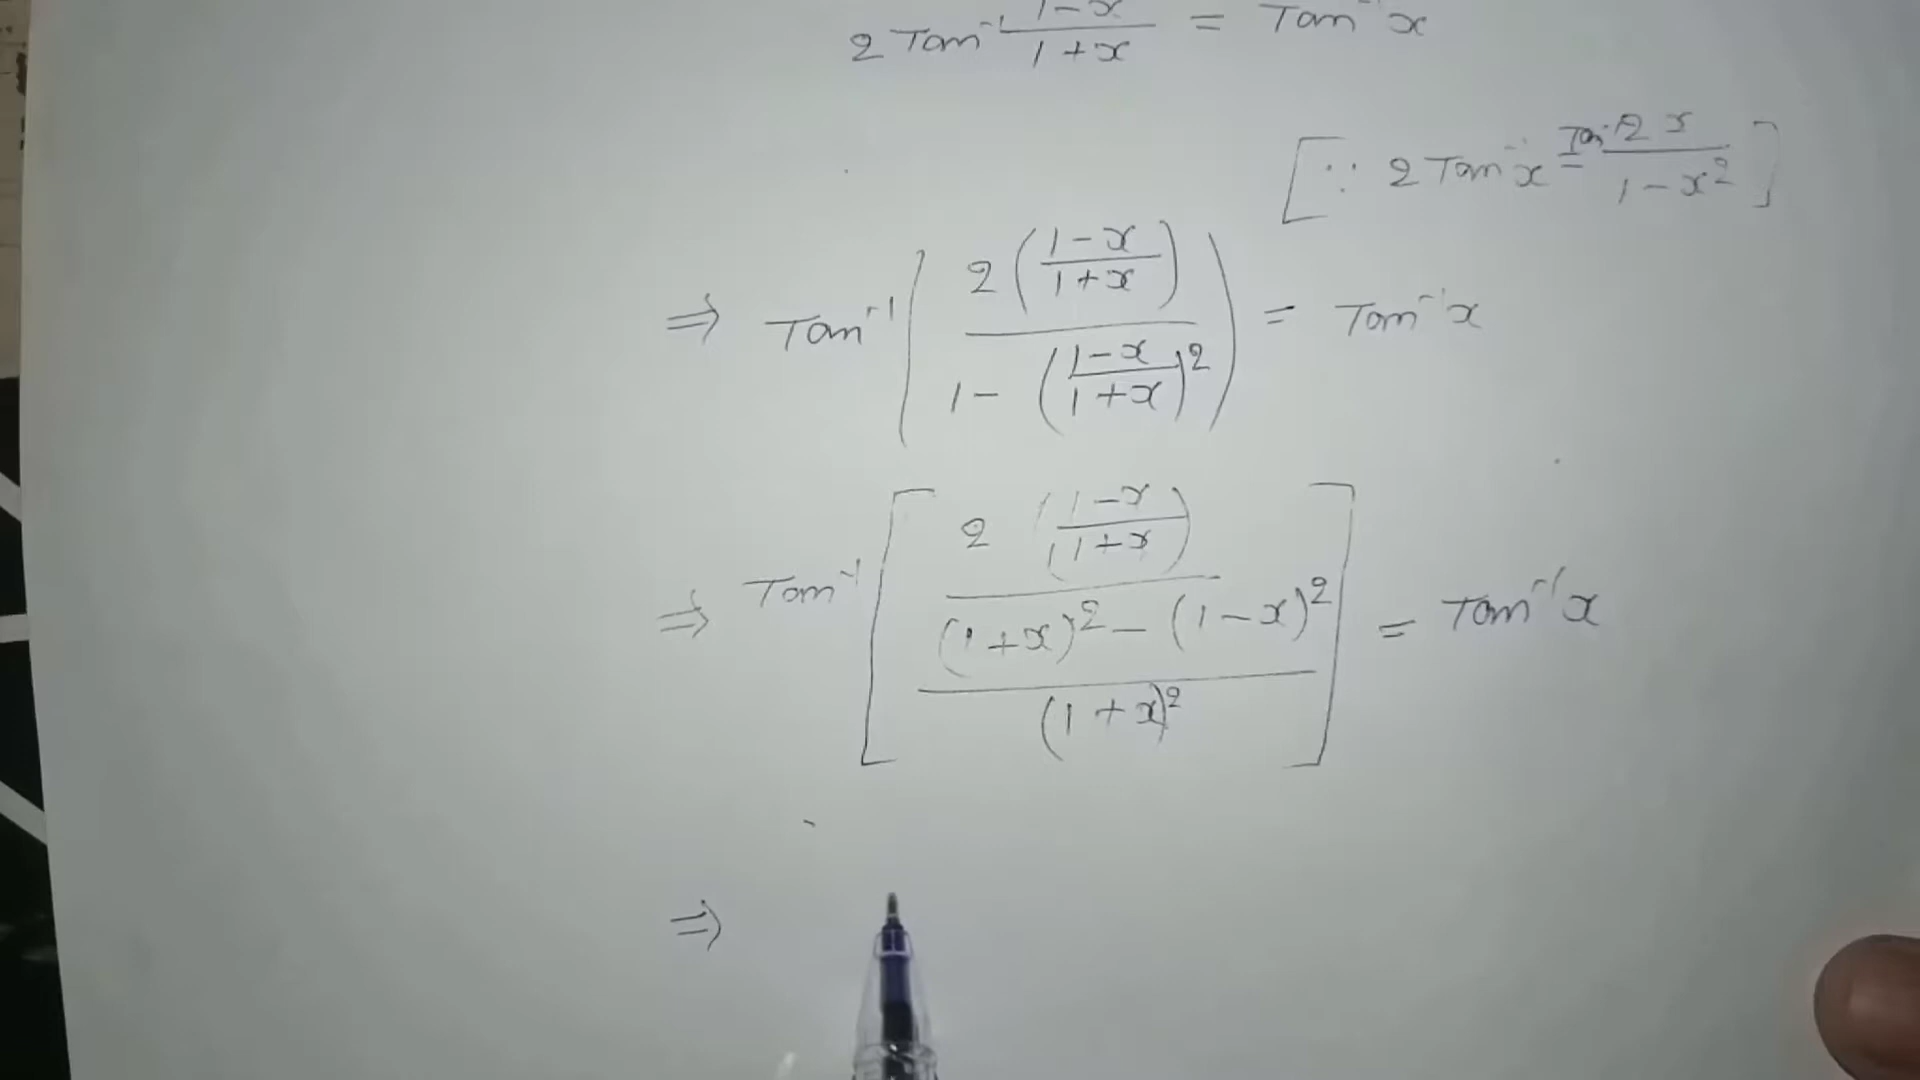 2 Tan⁻¹ (1-x)/(1+x) = Tan⁻¹ x
[∵ 2 Tan⁻¹ x = Tan⁻¹ 2x/(1-x²)]
⇒ Tan⁻¹ ( 2((1-x)/(1+x)) / (1-((1-x)/(1+x))²) ) = Tan⁻¹ x
⇒ Tan⁻¹ [ 2((1-x)/(1+x)) / (((1+x)² - (1-x)²) / (1+x)²) ] = Tan⁻¹ x
⇒